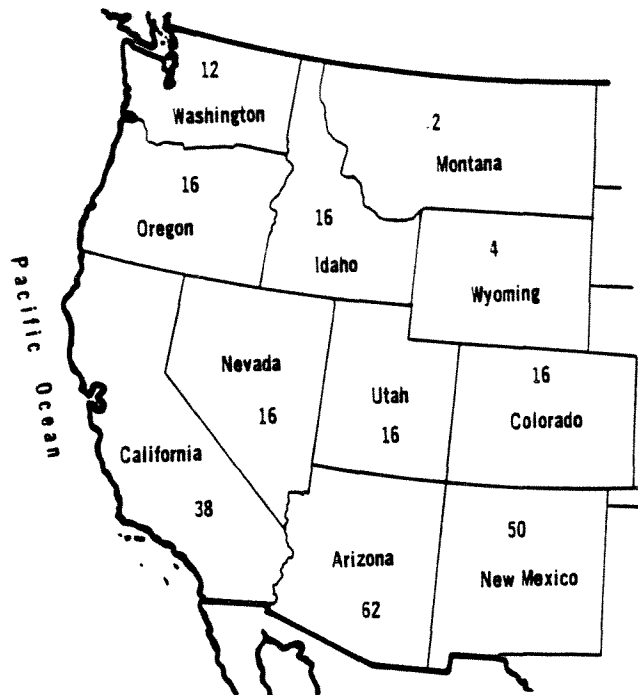 12
Washington
2
Montana
16
Oregon
16
Idaho
4
Wyoming
Pacific Ocean
Nevada
16
Utah
16
16
Colorado
California
38
Arizona
62
50
New Mexico